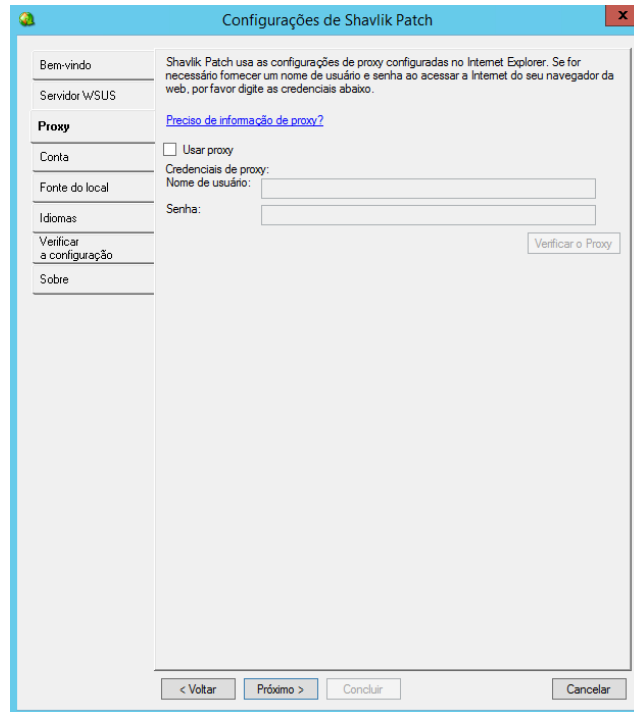 Configurações de Shavlik Patch
x
Bem-vindo
Servidor WSUS
Proxy
Conta
Fonte do local
Idiomas
Verificar
a configuração
Sobre
Shavlik Patch usa as configurações de proxy configuradas no Internet Explorer. Se for
necessário fornecer um nome de usuário e senha ao acessar a Internet do seu navegador da
web, por favor digite as credenciais abaixo.
Preciso de informação de proxy?
Usar proxy
Credenciais de proxy:
Nome de usuário:
Senha:
Verificar o Proxy
< Voltar
Próximo >
Concluir
Cancelar